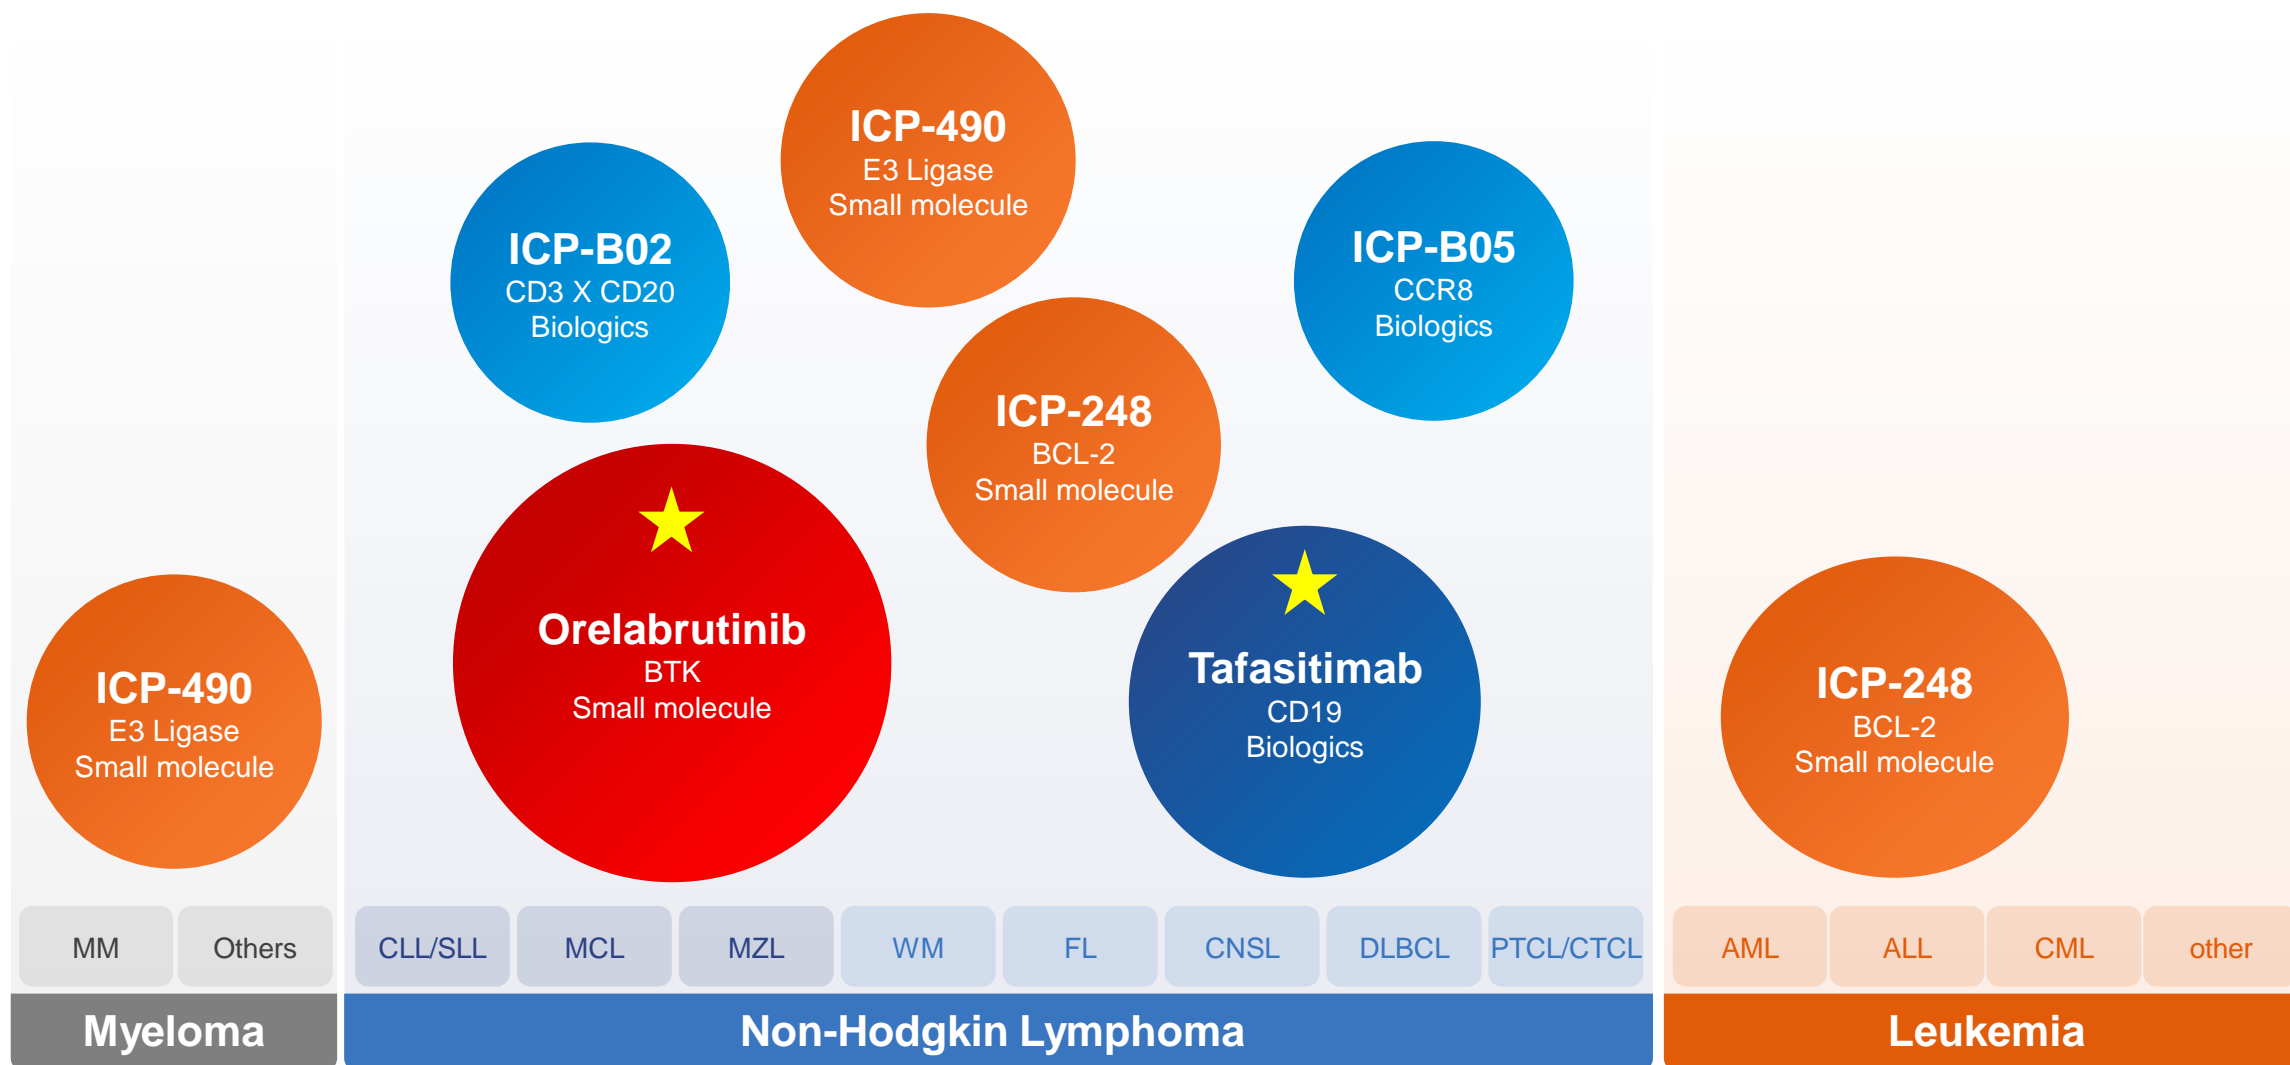 ICP-490
E3 Ligase
Small molecule
ICP-B02
CD3 X CD20
Biologics
ICP-B05
CCR8
Biologics
ICP-248
BCL-2
Small molecule
Orelabrutinib
BTK
Small molecule
Tafasitimab
CD19
Biologics
ICP-490
E3 Ligase
Small molecule
ICP-248
BCL-2
Small molecule
MM
Others
CLL/SLL
MCL
MZL
WM
FL
CNSL
DLBCL
PTCL/CTCL
AML
ALL
CML
other
Myeloma
Non-Hodgkin Lymphoma
Leukemia